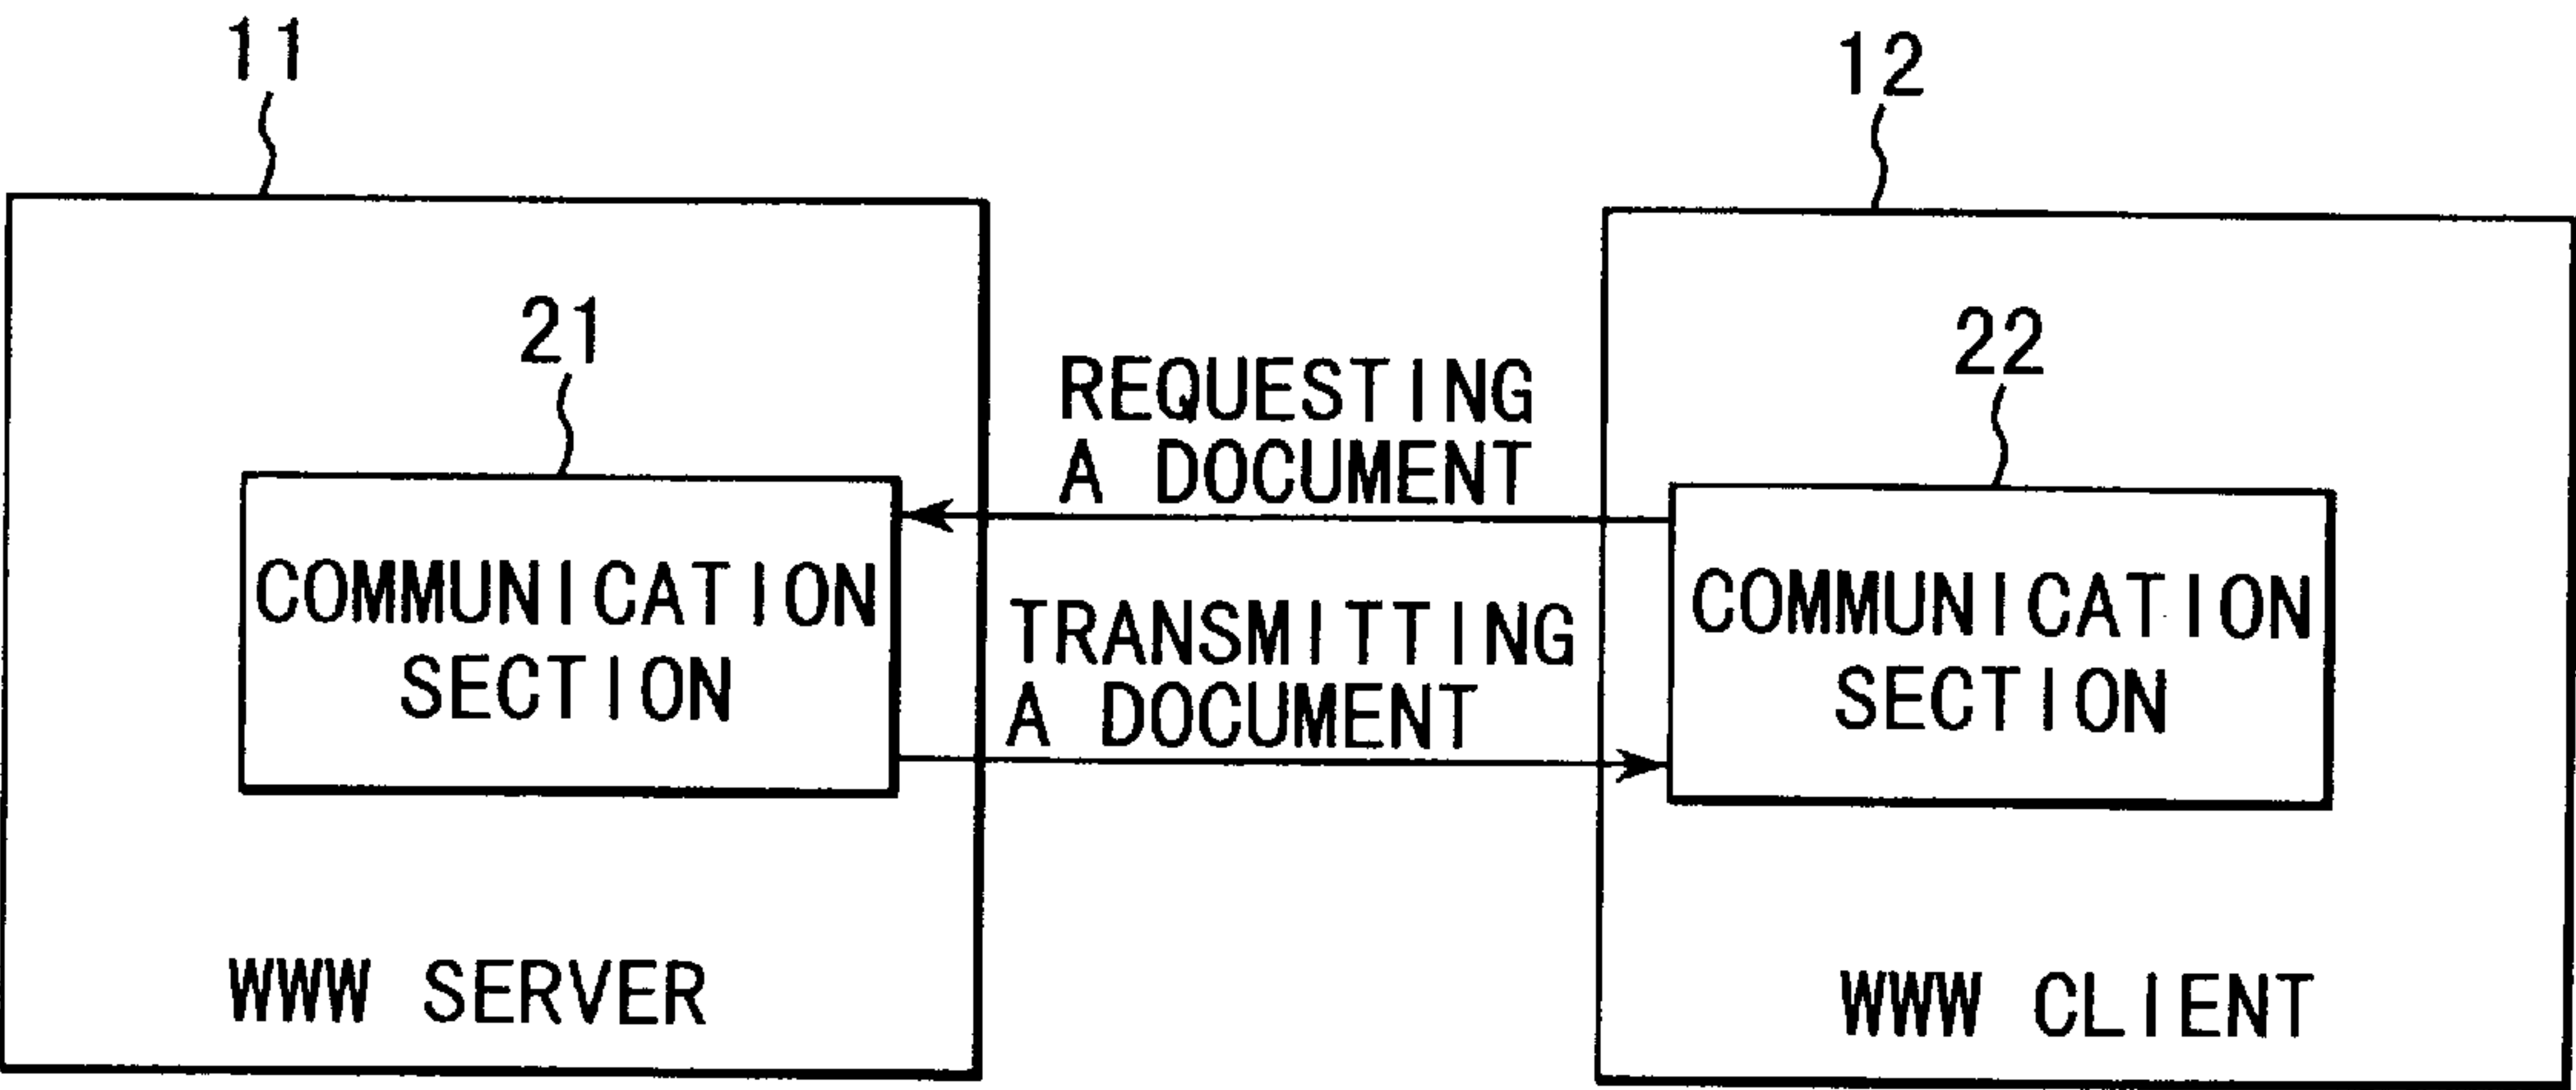 11
12
21
22
REQUESTING
A DOCUMENT
COMMUNICATION
SECTION
TRANSMITTING
A DOCUMENT
COMMUNICATION
SECTION
WWW SERVER
WWW CLIENT